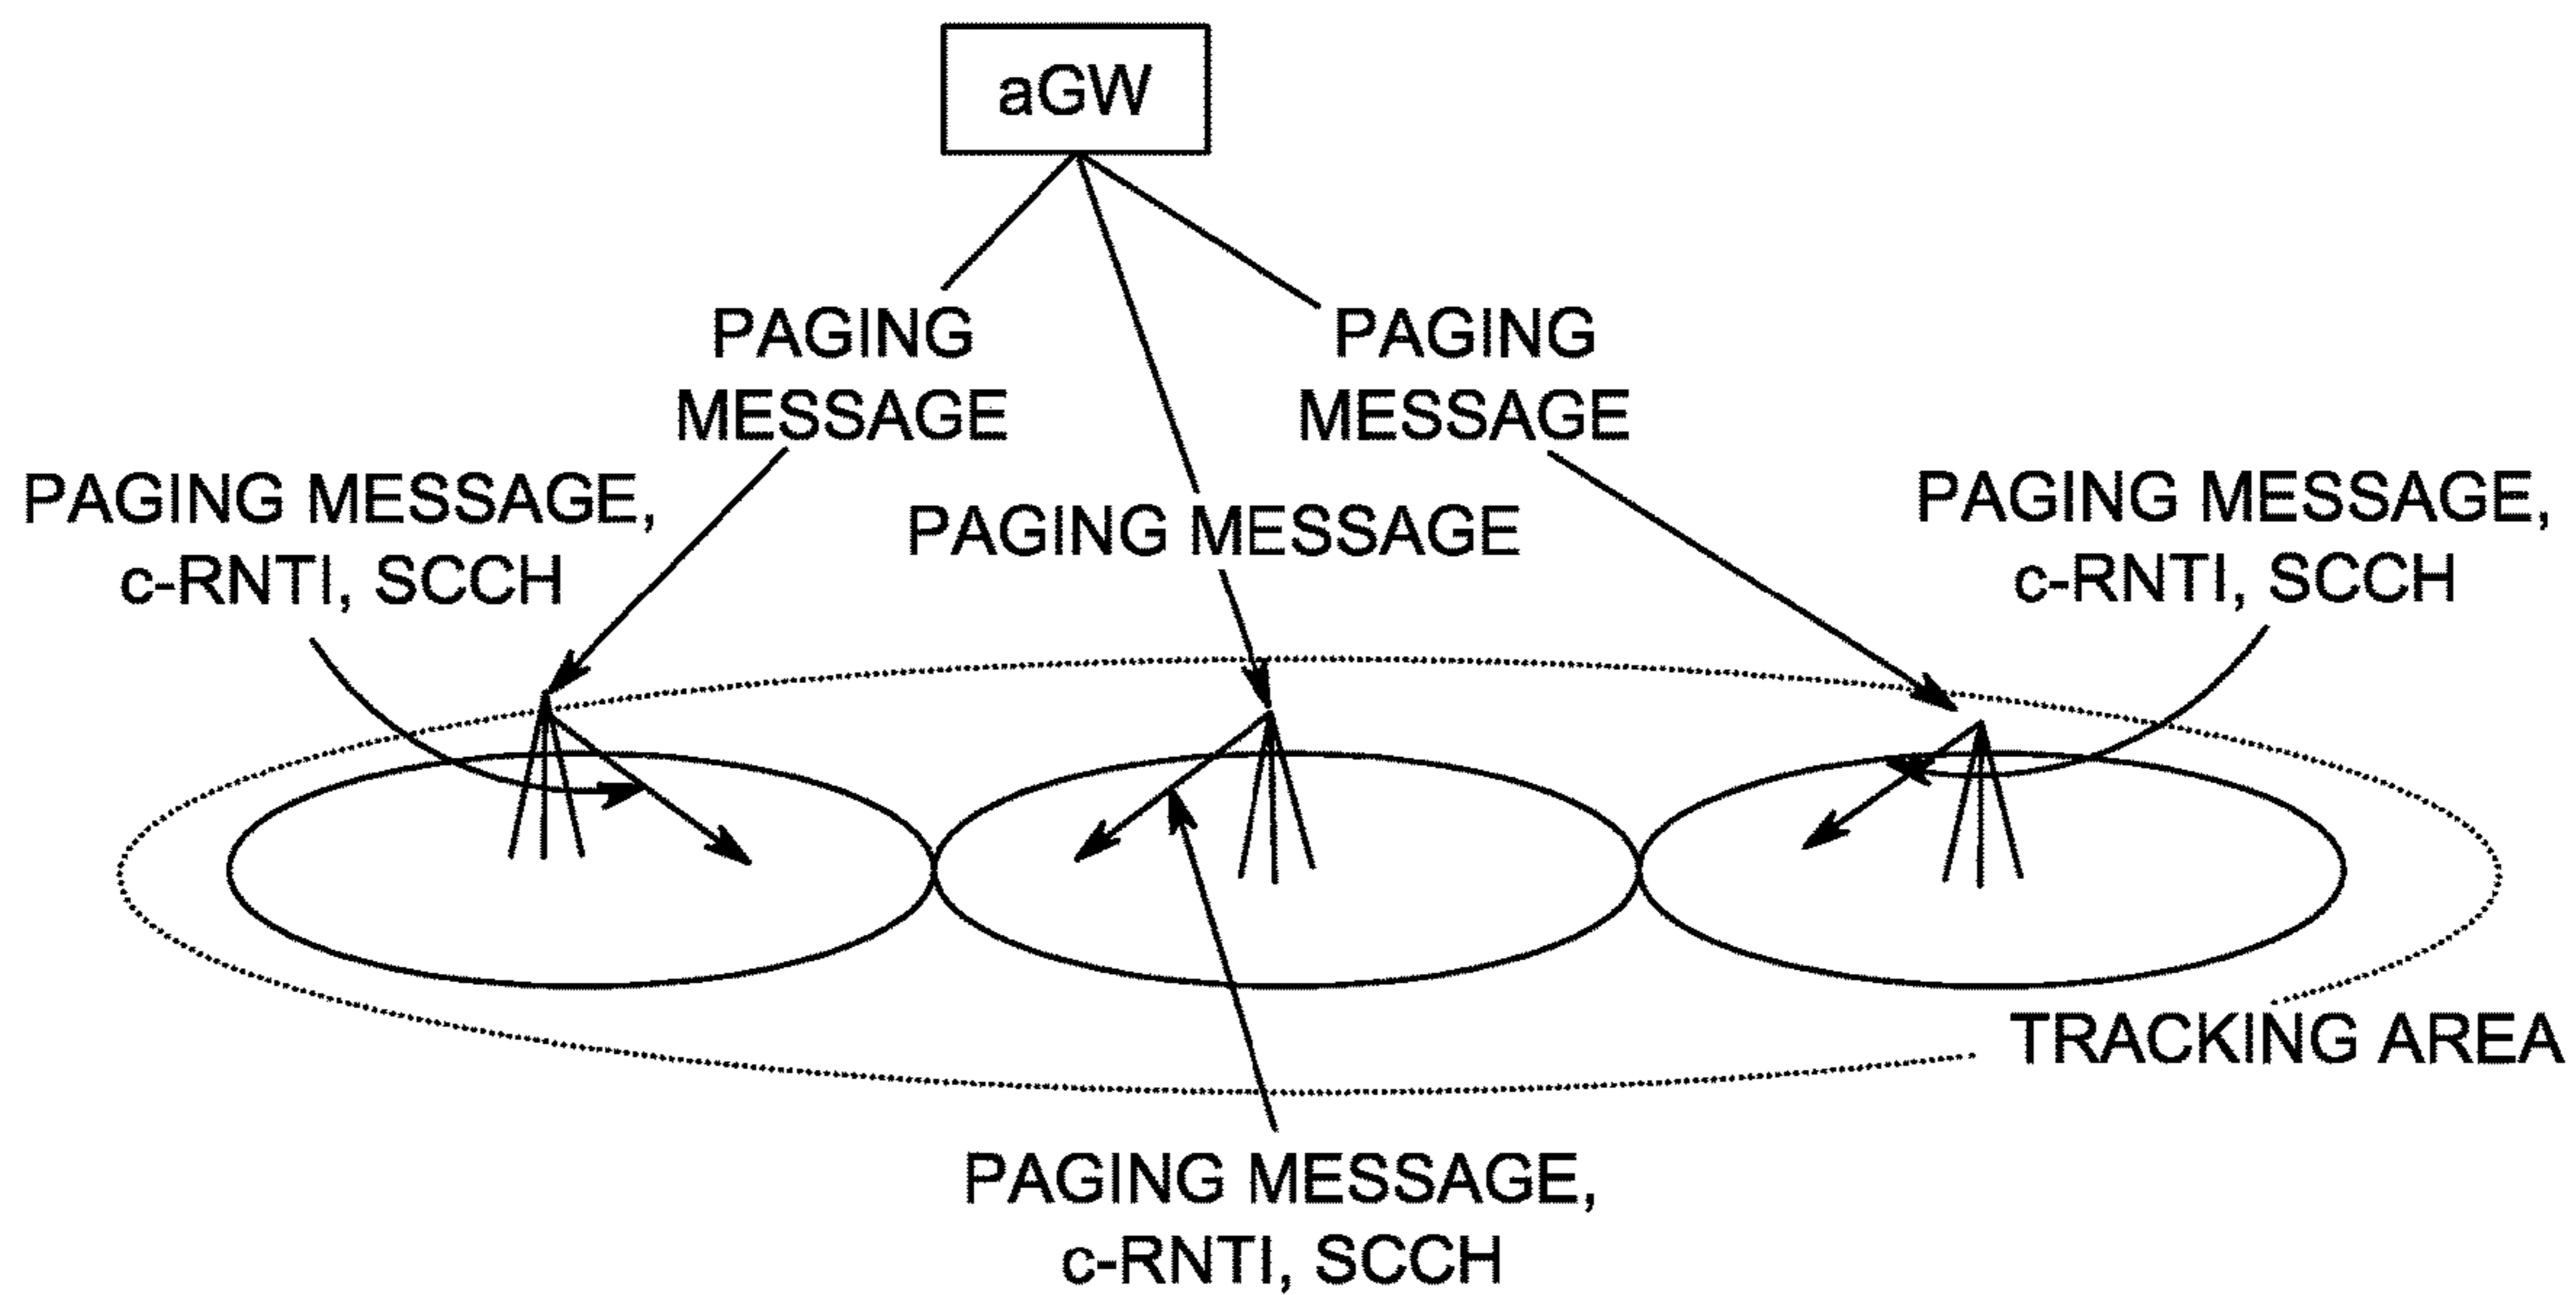 aGW
PAGING
MESSAGE
PAGING
MESSAGE
PAGING MESSAGE,
c-RNTI, SCCH
PAGING MESSAGE
PAGING MESSAGE,
c-RNTI, SCCH
TRACKING AREA
PAGING MESSAGE,
c-RNTI, SCCH